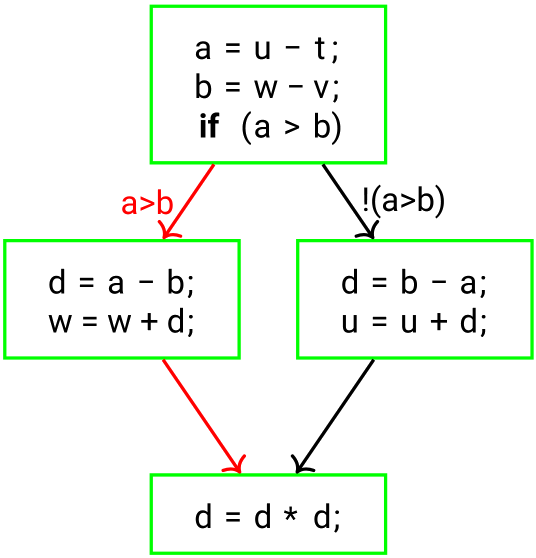 a = u − t;
b = w − v;
if (a > b)
a>b
!(a>b)
d = a − b;
w = w + d;
d = b − a;
u = u + d;
d = d * d;